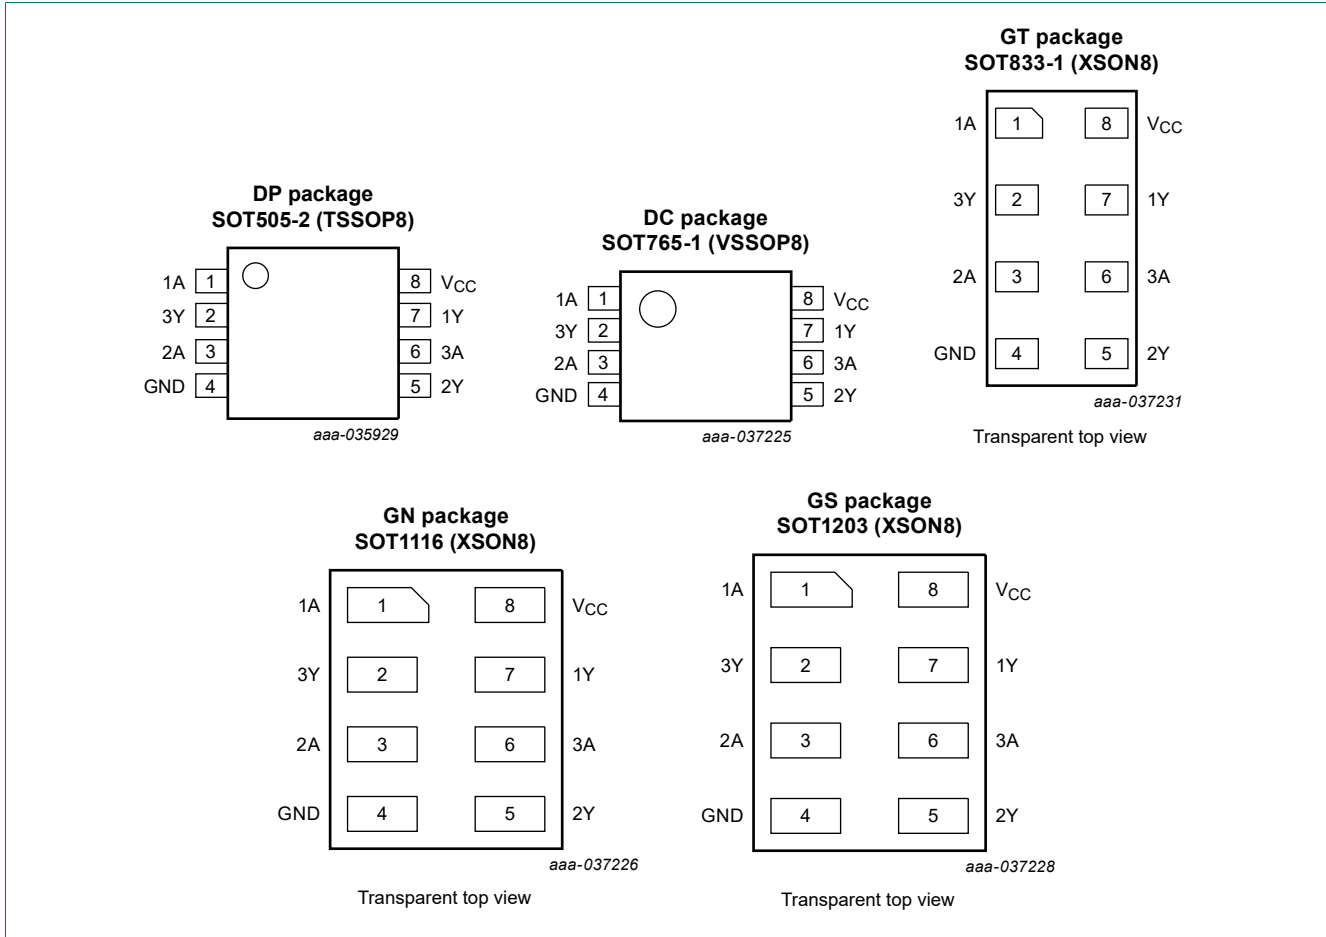 GT package
SOT833-1 (XSON8)
1A 1 8 VCC
3Y 2 7 1Y
2A 3 6 3A
GND 4 5 2Y
aaa-037231
Transparent top view
DP package
SOT505-2 (TSSOP8)
1A 1 8 VCC
3Y 2 7 1Y
2A 3 6 3A
GND 4 5 2Y
aaa-035929
DC package
SOT765-1 (VSSOP8)
1A 1 8 VCC
3Y 2 7 1Y
2A 3 6 3A
GND 4 5 2Y
aaa-037225
GN package
SOT1116 (XSON8)
1A 1 8 VCC
3Y 2 7 1Y
2A 3 6 3A
GND 4 5 2Y
aaa-037226
Transparent top view
GS package
SOT1203 (XSON8)
1A 1 8 VCC
3Y 2 7 1Y
2A 3 6 3A
GND 4 5 2Y
aaa-037228
Transparent top view